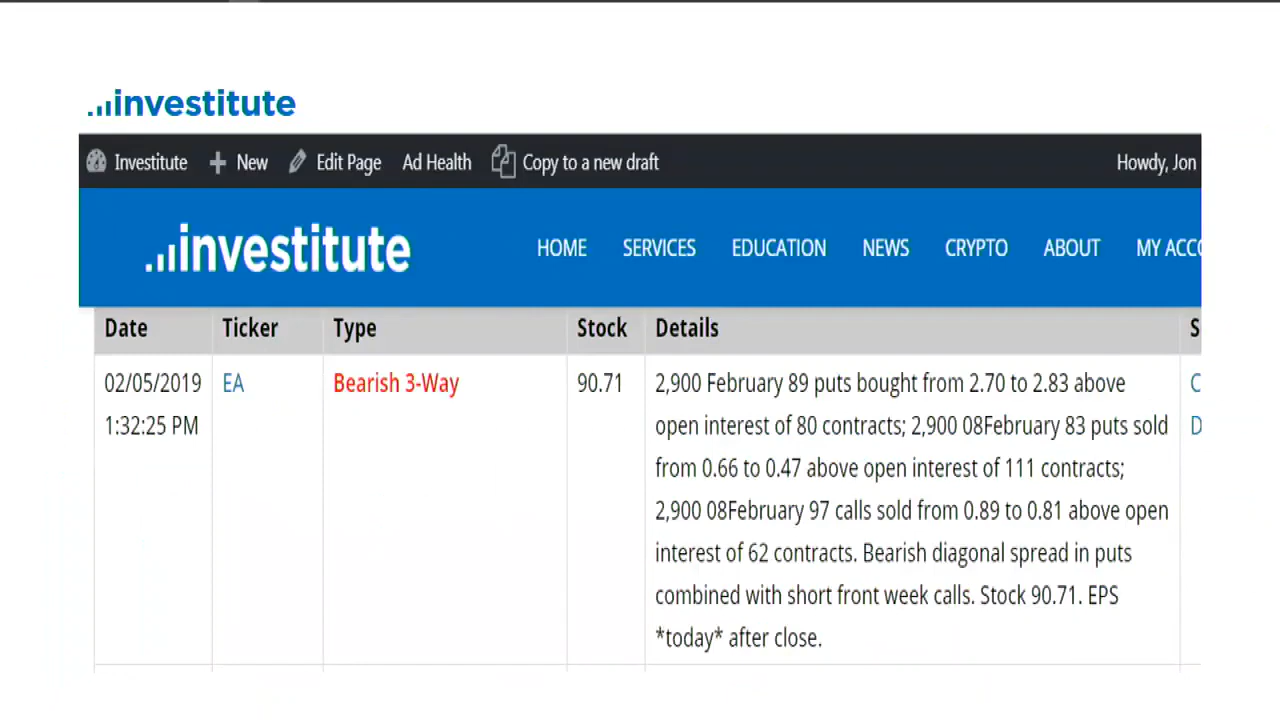 investitute
Investitute New Edit Page Ad Health Copy to a new draft Howdy, Jon
investitute HOME SERVICES EDUCATION NEWS CRYPTO ABOUT MY ACCO
Date Ticker Type Stock Details S
02/05/2019 EA Bearish 3-Way 90.71 2,900 February 89 puts bought from 2.70 to 2.83 above C
1:32:25 PM open interest of 80 contracts; 2,900 08February 83 puts sold D
from 0.66 to 0.47 above open interest of 111 contracts;
2,900 08February 97 calls sold from 0.89 to 0.81 above open
interest of 62 contracts. Bearish diagonal spread in puts
combined with short front week calls. Stock 90.71. EPS
*today* after close.